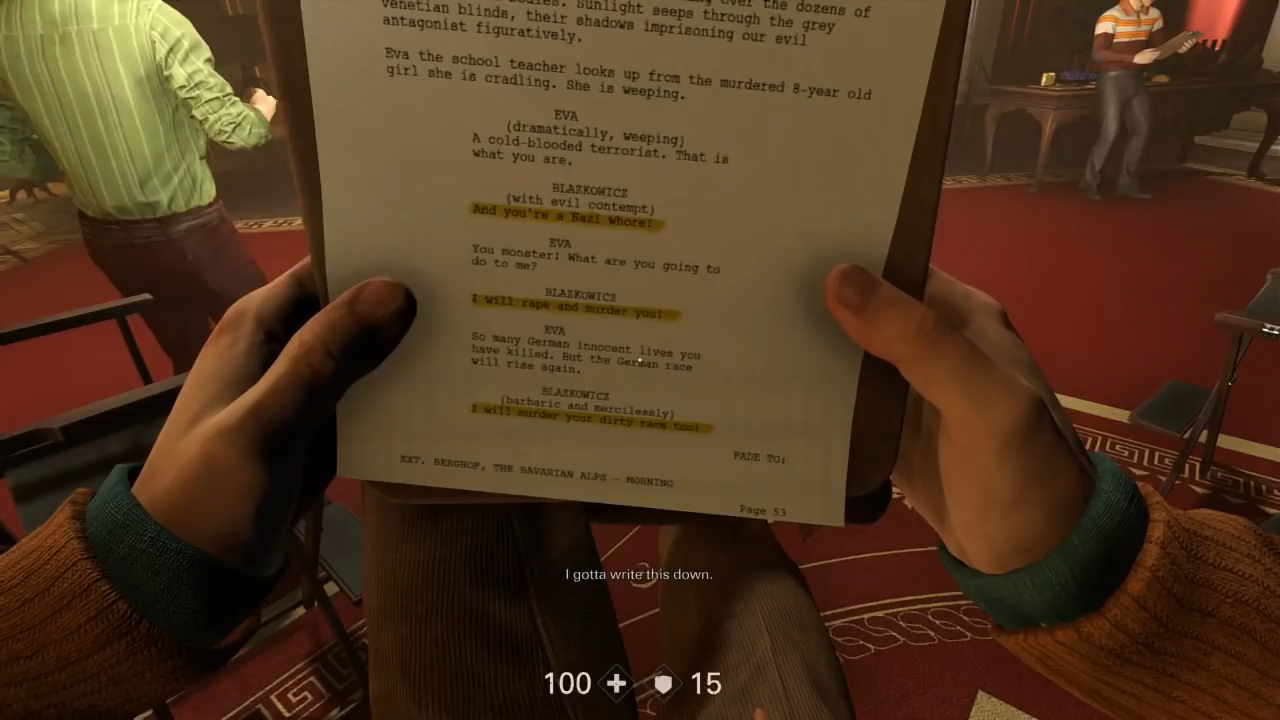 over the dozens of
Sunlight seeps through the grey
venetian blinds, their shadows imprisoning our evil
antagonist figuratively.
Eva the school teacher looks up from the murdered 8-year old
girl she is cradling. She is weeping.
EVA
(dramatically, weeping)
A cold-blooded terrorist. That is
what you are.
BLAZKOWICZ
(with evil contempt)
And you're a Nazi whore!
EVA
You monster! What are you going to
do to me?
BLAZKOWICZ
I will rape and murder you!
EVA
So many German innocent lives you
have killed. But the German race
will rise again.
BLAZKOWICZ
(barbaric and mercilessly)
I will murder your dirty race too!
FADE TO:
EXT. BERGHOF, THE BAVARIAN ALPS - MORNING
Page 53
I gotta write this down.
100 15